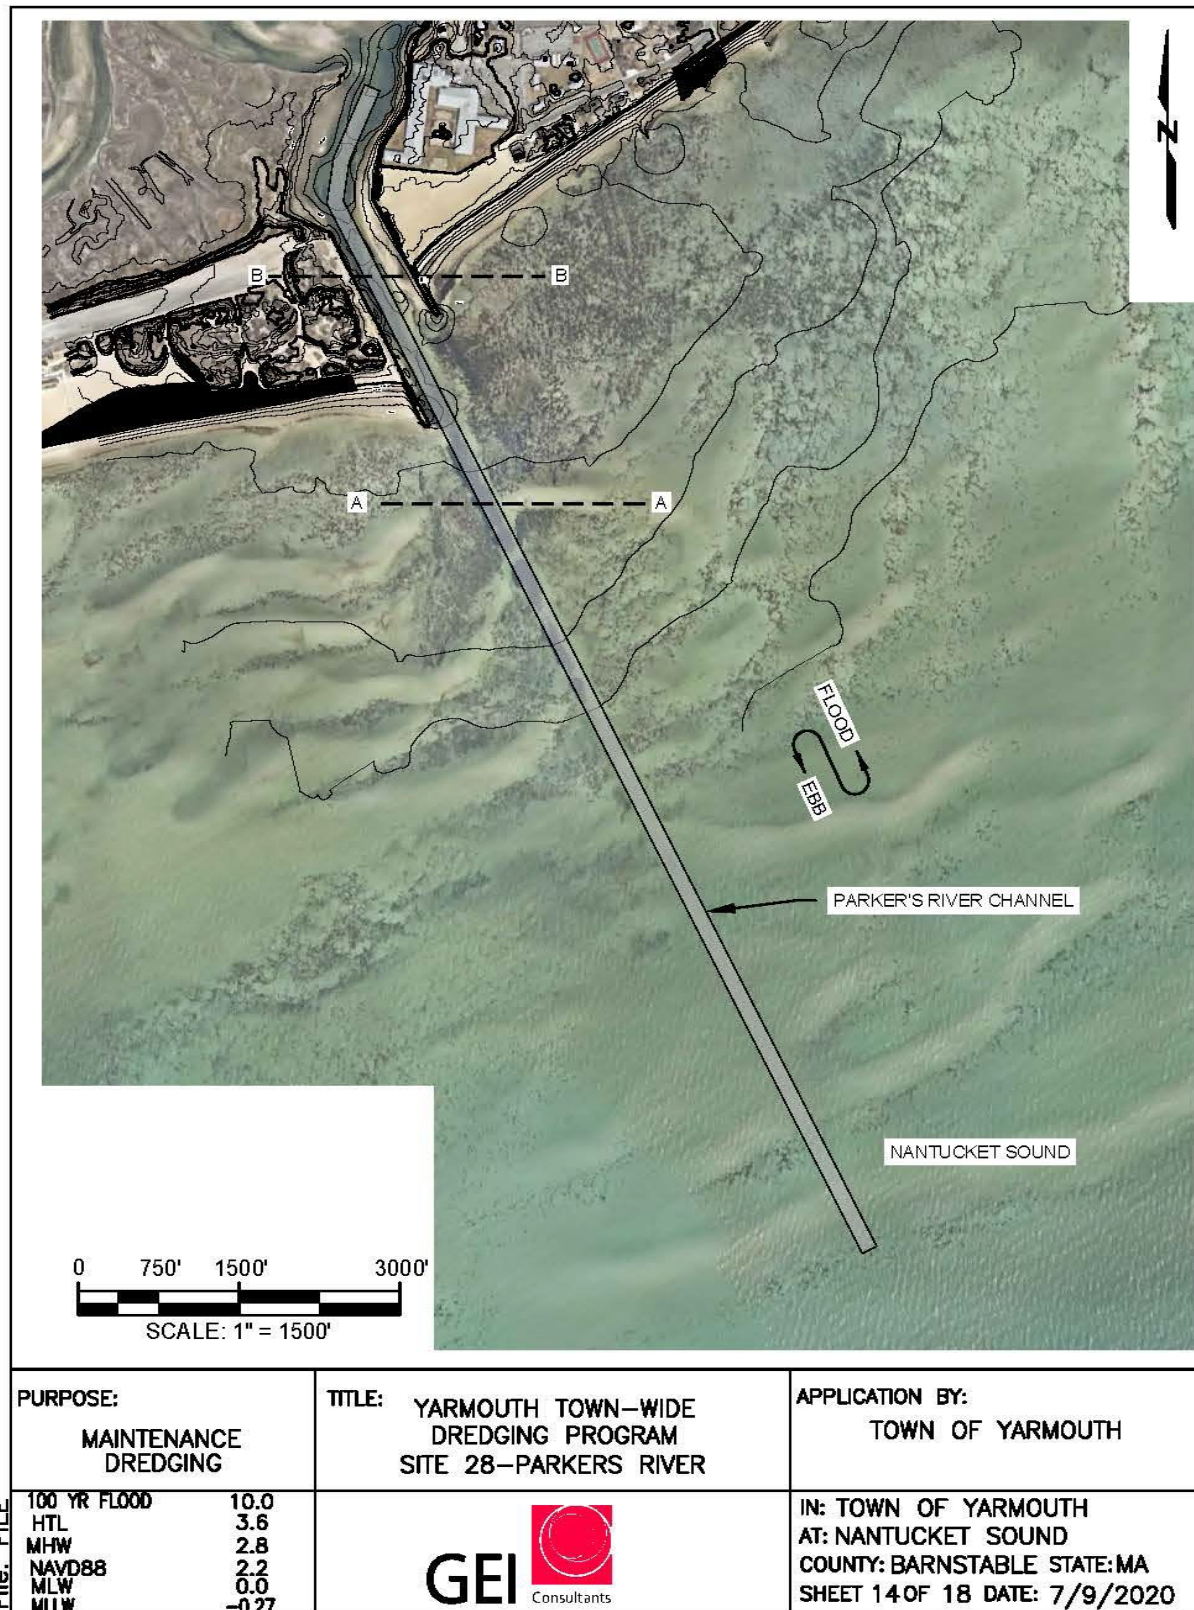 N
B B
A A
FLOOD
EBB
PARKER'S RIVER CHANNEL
NANTUCKET SOUND
0 750' 1500' 3000'
SCALE: 1" = 1500'
PURPOSE:
MAINTENANCE
DREDGING
TITLE: YARMOUTH TOWN-WIDE
DREDGING PROGRAM
SITE 28-PARKERS RIVER
APPLICATION BY:
TOWN OF YARMOUTH
100 YR FLOOD 10.0
HTL 3.6
MHW 2.8
NAVD88 2.2
MLW 0.0
MLLW -0.27
GEI
Consultants
IN: TOWN OF YARMOUTH
AT: NANTUCKET SOUND
COUNTY: BARNSTABLE STATE: MA
SHEET 14 OF 18 DATE: 7/9/2020